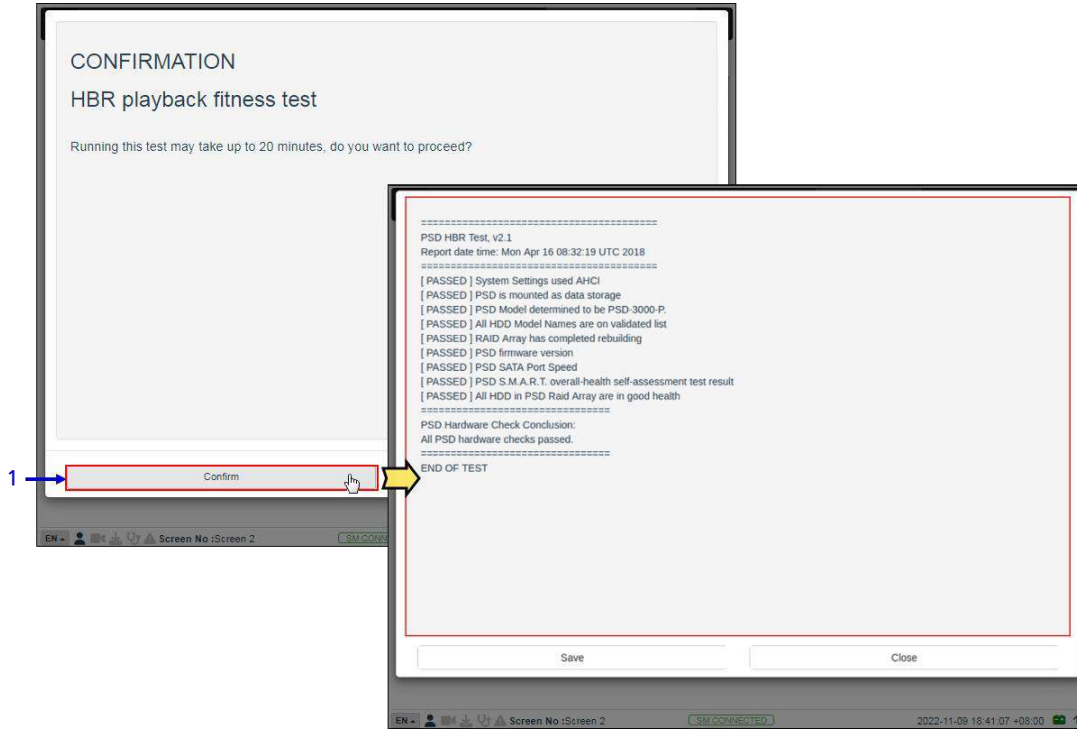 CONFIRMATION
HBR playback fitness test
Running this test may take up to 20 minutes, do you want to proceed?
1
Confirm
EN
Screen No :Screen 2
SM CONN
=========================================
PSD HBR Test, v2.1
Report date time: Mon Apr 16 08:32:19 UTC 2018
=========================================
[ PASSED ] System Settings used AHCI
[ PASSED ] PSD is mounted as data storage
[ PASSED ] PSD Model determined to be PSD-3000-P.
[ PASSED ] All HDD Model Names are on validated list
[ PASSED ] RAID Array has completed rebuilding
[ PASSED ] PSD firmware version
[ PASSED ] PSD SATA Port Speed
[ PASSED ] PSD S.M.A.R.T. overall-health self-assessment test result
[ PASSED ] All HDD in PSD Raid Array are in good health
=================================
PSD Hardware Check Conclusion:
All PSD hardware checks passed.
=================================
END OF TEST
Save
Close
EN
Screen No :Screen 2
SM CONNECTED
2022-11-09 18:41:07 +08:00